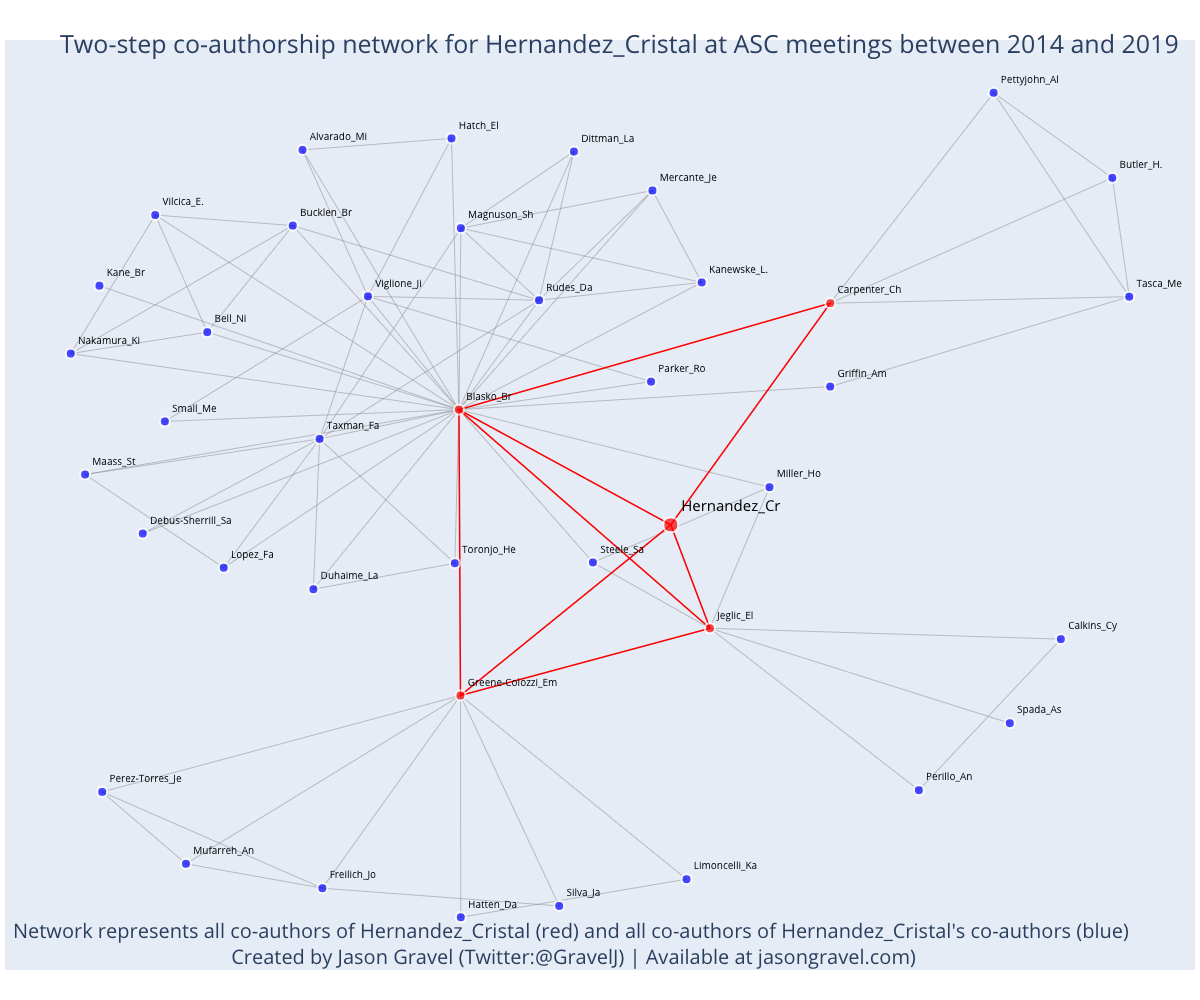 Two-step co-authorship network for Hernandez_Cristal at ASC meetings between 2014 and 2019
Pettyjohn_Al
Hatch_El
Alvarado_Mi
Dittman_La
Butler_H.
Mercante_Je
Vilcica_E.
Bucklen_Br
Magnuson_Sh
Kane_Br
Kanewske_L.
Viglione_Ji
Rudes_Da
Carpenter_Ch
Tasca_Me
Bell_Ni
Nakamura_Ki
Parker_Ro
Griffin_Am
Blasko_Br
Small_Me
Taxman_Fa
Maass_St
Miller_Ho
Hernandez_Cr
Debus-Sherrill_Sa
Lopez_Fa
Toronjo_He
Steele_Sa
Duhaime_La
Jeglic_El
Calkins_Cy
Greene-Colozzi_Em
Spada_As
Perez-Torres_Je
Perillo_An
Mufarreh_An
Limoncelli_Ka
Freilich_Jo
Silva_Ja
Hatten_Da
Network represents all co-authors of Hernandez_Cristal (red) and all co-authors of Hernandez_Cristal's co-authors (blue)
Created by Jason Gravel (Twitter:@GravelJ) | Available at jasongravel.com)